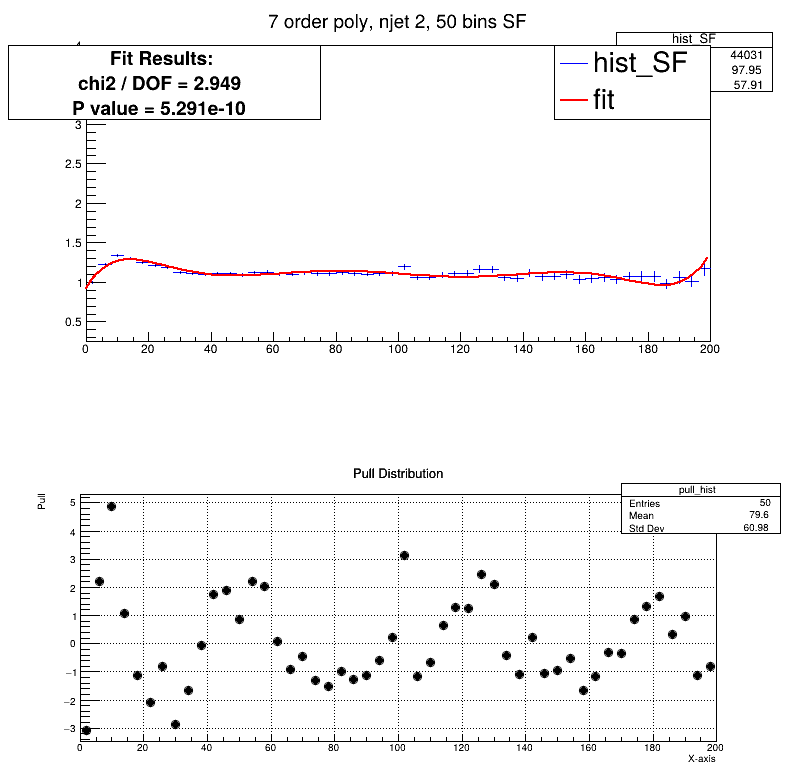 7 order poly, njet 2, 50 bins SF
hist_SF
44031
97.95
57.91
Fit Results:
chi2 / DOF = 2.949
P value = 5.291e-10
hist_SF
fit
3
2.5
2
1.5
1
0.5
0 20 40 60 80 100 120 140 160 180 200
Pull Distribution
pull_hist
Entries 50
Mean 79.6
Std Dev 60.98
Pull
5
4
3
2
1
0
−1
−2
−3
0 20 40 60 80 100 120 140 160 180 200
X-axis